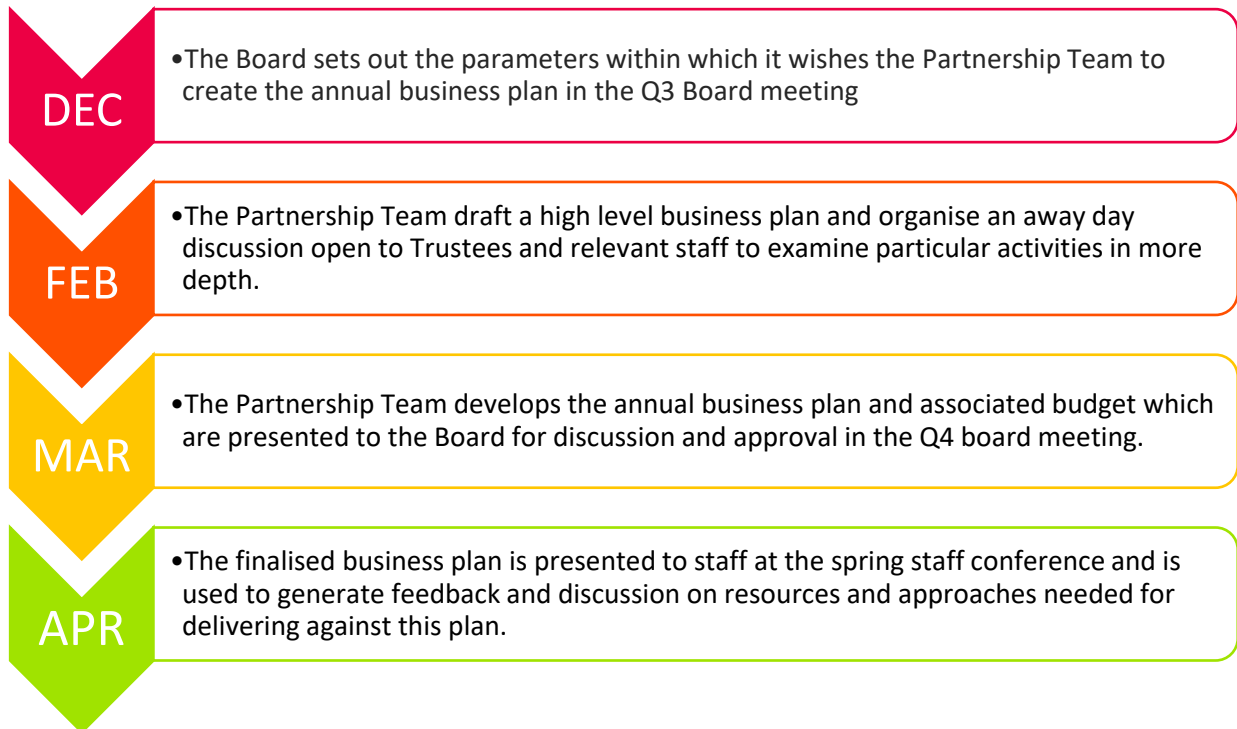 DEC
•The Board sets out the parameters within which it wishes the Partnership Team to
create the annual business plan in the Q3 Board meeting
FEB
•The Partnership Team draft a high level business plan and organise an away day
discussion open to Trustees and relevant staff to examine particular activities in more
depth.
MAR
•The Partnership Team develops the annual business plan and associated budget which
are presented to the Board for discussion and approval in the Q4 board meeting.
APR
•The finalised business plan is presented to staff at the spring staff conference and is
used to generate feedback and discussion on resources and approaches needed for
delivering against this plan.